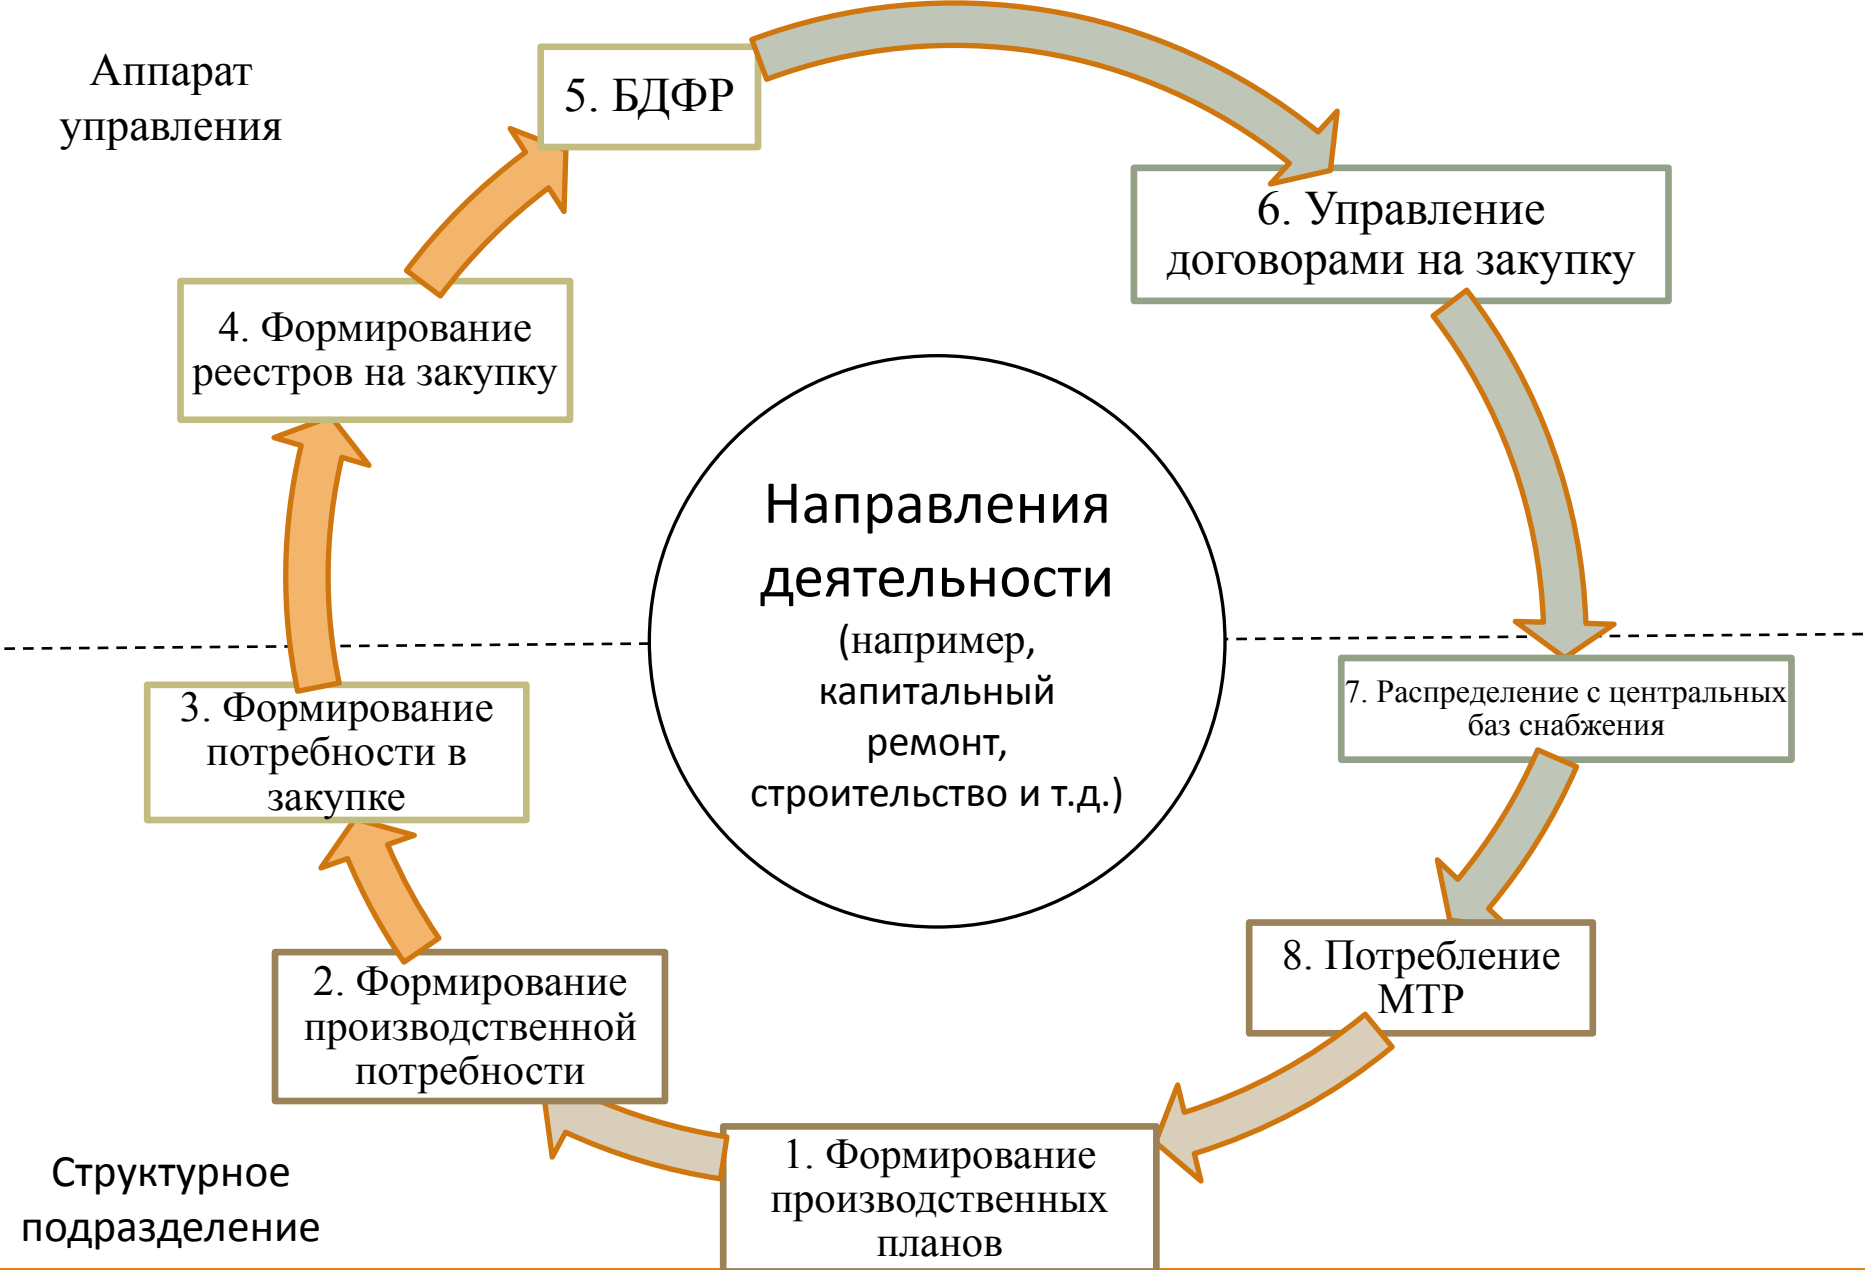 Аппарат
управления
5. БДФР
6. Управление
договорами на закупку
4. Формирование
реестров на закупку
Направления
деятельности
(например,
капитальный
ремонт,
строительство и т.д.)
3. Формирование
потребности в
закупке
7. Распределение с центральных
баз снабжения
2. Формирование
производственной
потребности
8. Потребление
МТР
1. Формирование
производственных
планов
Структурное
подразделение